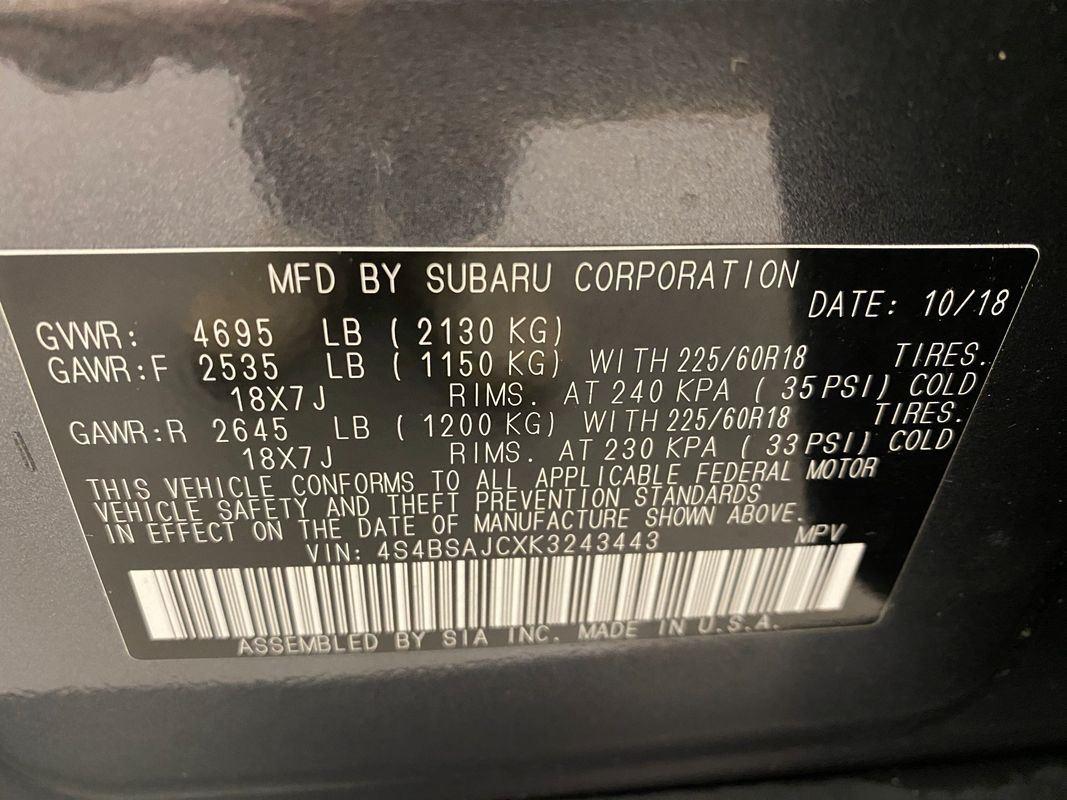 MFD BY SUBARU CORPORATION
DATE: 10/18
GVWR: 4695 LB ( 2130 KG)
GAWR:F 2535 LB ( 1150 KG) WITH 225/60R18 TIRES.
18X7J RIMS. AT 240 KPA ( 35 PSI) COLD
GAWR:R 2645 LB ( 1200 KG) WITH 225/60R18 TIRES.
18X7J RIMS. AT 230 KPA ( 33 PSI) COLD
THIS VEHICLE CONFORMS TO ALL APPLICABLE FEDERAL MOTOR
VEHICLE SAFETY AND THEFT PREVENTION STANDARDS
IN EFFECT ON THE DATE OF MANUFACTURE SHOWN ABOVE.
VIN: 4S4BSAJCXK3243443 MPV
ASSEMBLED BY SIA INC. MADE IN U.S.A.